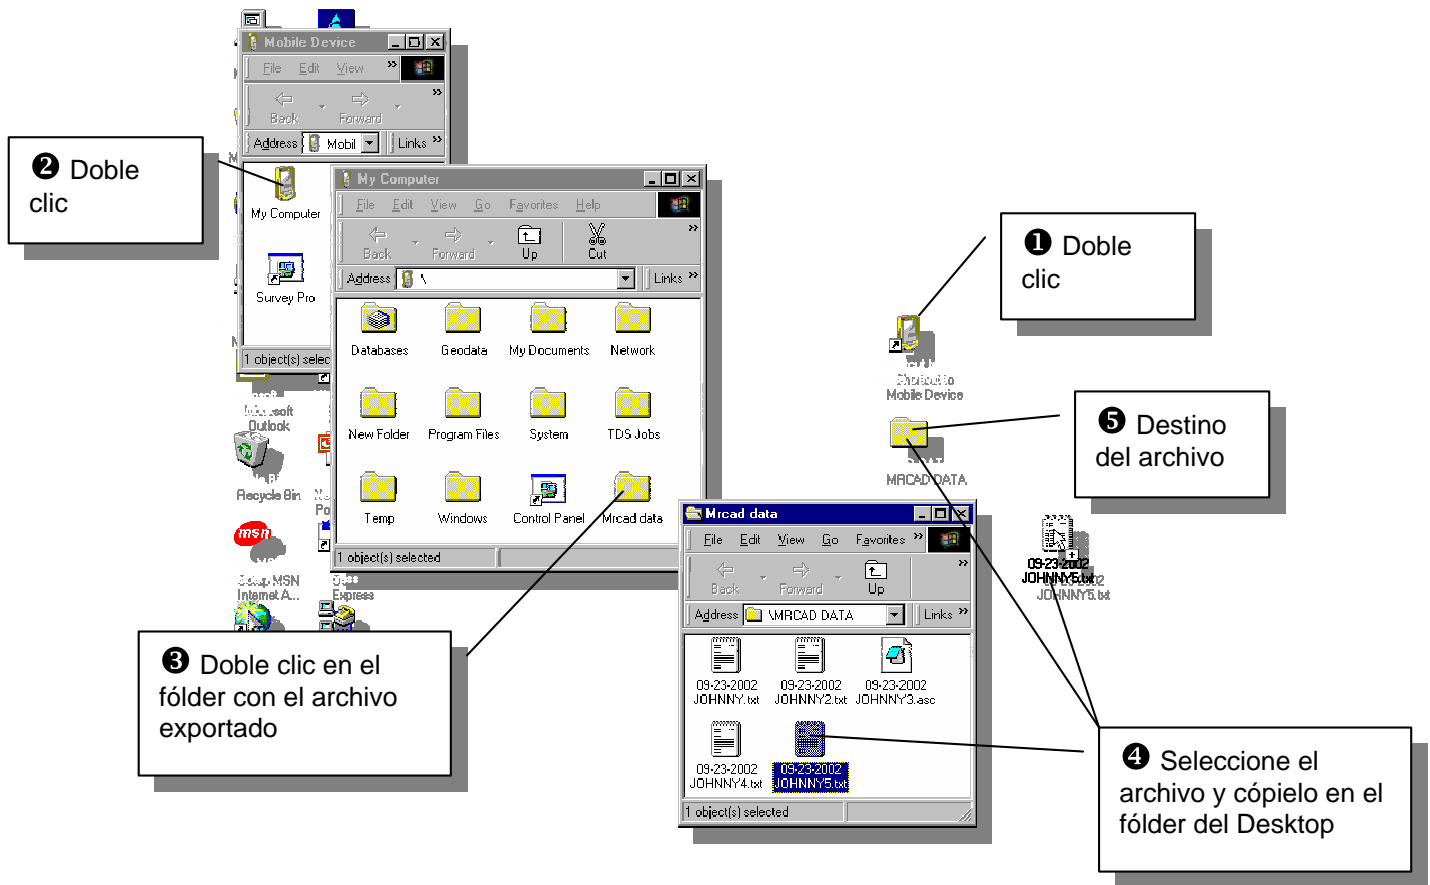 Mobile Device
File Edit View »
Back Forward »
Address Mobil Links »
My Computer
Survey Pro
1 object(s) selec
❷ Doble
clic
My Computer
File Edit View Go Favorites Help
Back Forward Up Cut »
Address \ Links »
Databases Geodata My Documents Network
New Folder Program Files System TDS Jobs
Temp Windows Control Panel Mrcad data
1 object(s) selected
❶ Doble
clic
Mobile Device
❺ Destino
del archivo
MRCAD DATA
Outlook
Recycle Bin
msn
MSN
Internet A...
Express
Mrcad data
File Edit View Go Favorites »
Back Forward Up »
Address \MRCAD DATA Links »
09-23-2002
JOHNNY.txt
09-23-2002
JOHNNY2.txt
09-23-2002
JOHNNY3.asc
09-23-2002
JOHNNY4.txt
09-23-2002
JOHNNY5.txt
1 object(s) selected
09-23-2002
JOHNNY5.txt
JOHNNY5.txt
❸ Doble clic en el
fólder con el archivo
exportado
❹ Seleccione el
archivo y cópielo en el
fólder del Desktop